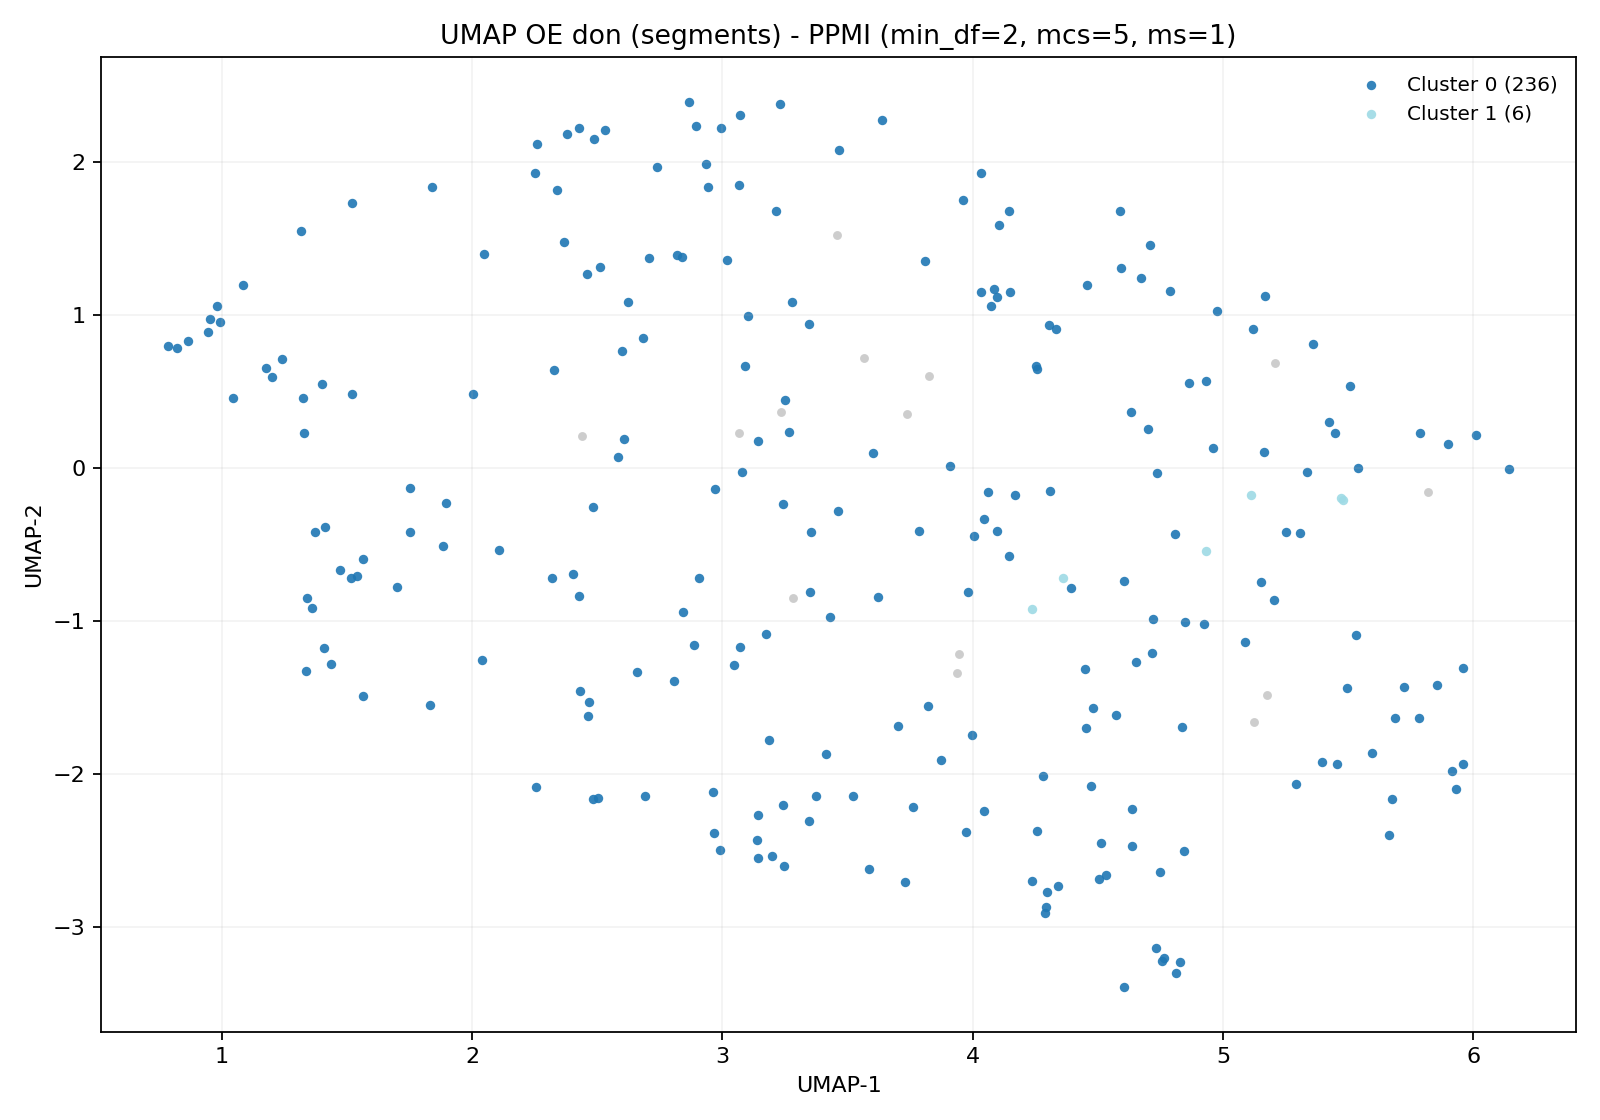 UMAP OE don (segments) - PPMI (min_df=2, mcs=5, ms=1)
Cluster 0 (236)
Cluster 1 (6)
2
1
0
−1
−2
−3
UMAP-2
1 2 3 4 5 6
UMAP-1